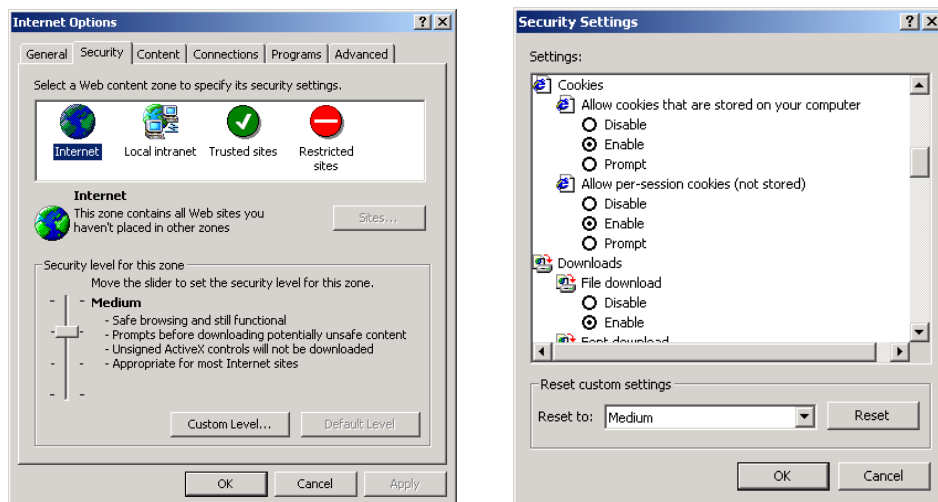 Internet Options
General Security Content Connections Programs Advanced
Select a Web content zone to specify its security settings.
Internet Local intranet Trusted sites Restricted sites
Internet
This zone contains all Web sites you
haven't placed in other zones
Sites...
Security level for this zone
Move the slider to set the security level for this zone.
Medium
- Safe browsing and still functional
- Prompts before downloading potentially unsafe content
- Unsigned ActiveX controls will not be downloaded
- Appropriate for most Internet sites
Custom Level... Default Level
OK Cancel Apply
Security Settings
Settings:
Cookies
Allow cookies that are stored on your computer
Disable
Enable
Prompt
Allow per-session cookies (not stored)
Disable
Enable
Prompt
Downloads
File download
Disable
Enable
Font download
Reset custom settings
Reset to: Medium Reset
OK Cancel